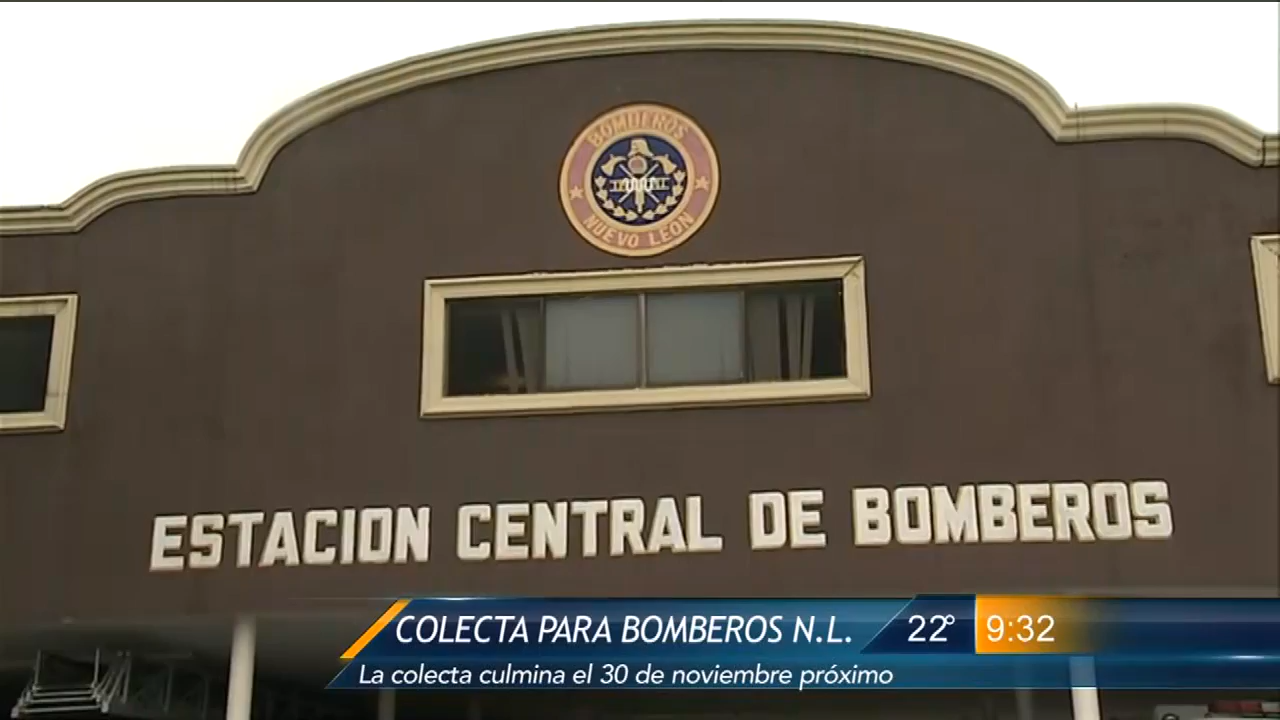 BOMBEROS
NUEVO LEON
ESTACION CENTRAL DE BOMBEROS
COLECTA PARA BOMBEROS N.L.
22° 9:32
La colecta culmina el 30 de noviembre próximo